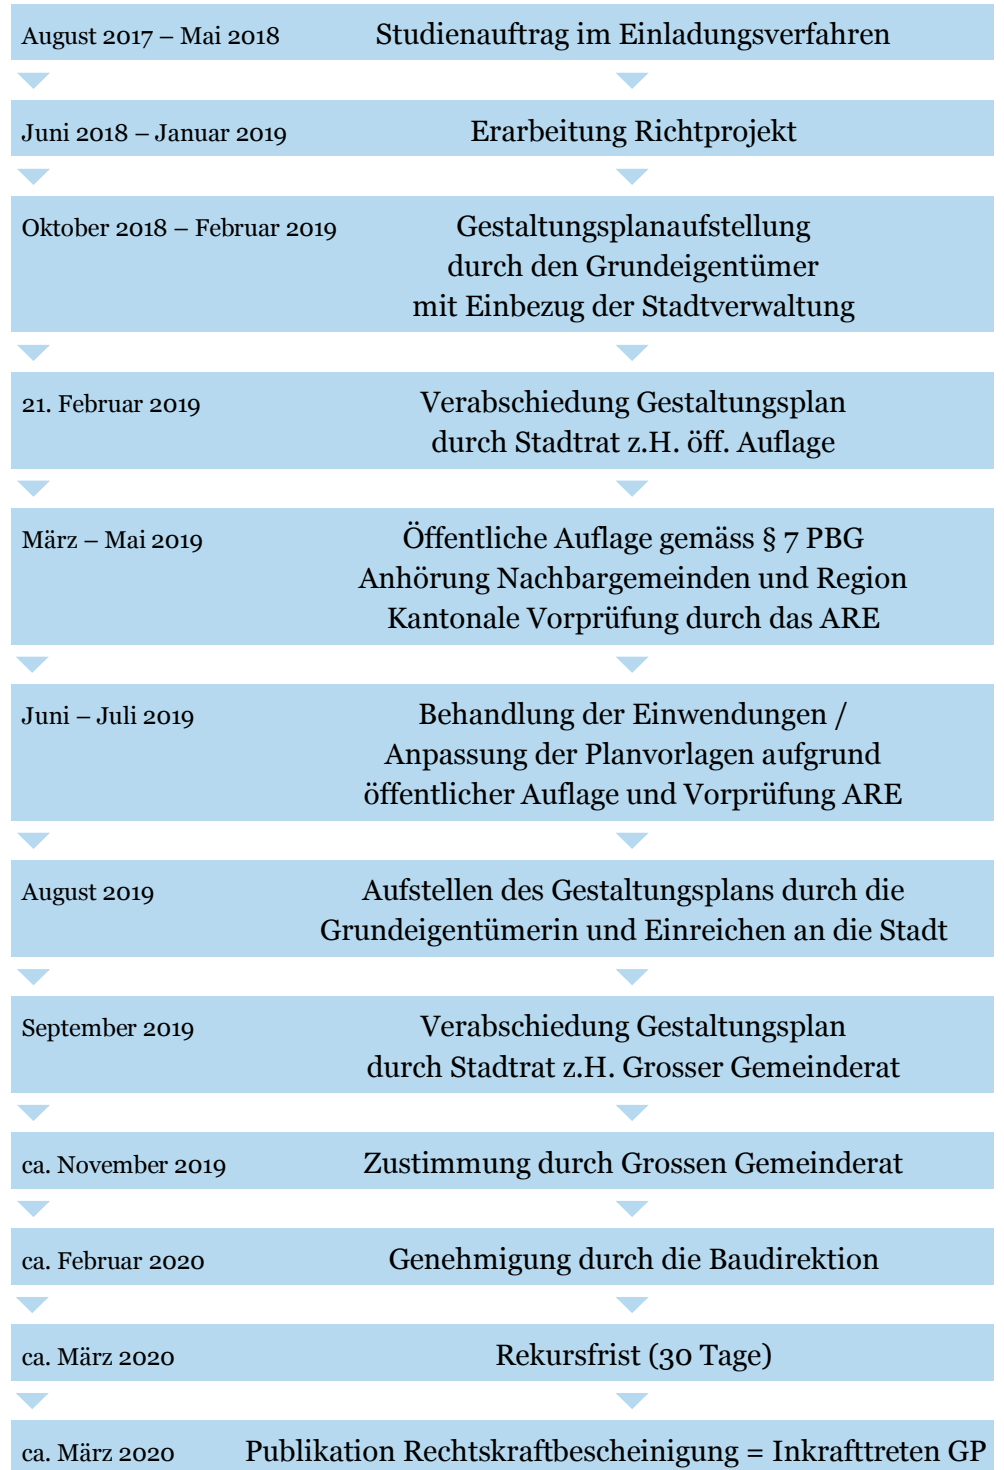 August 2017 – Mai 2018 Studienauftrag im Einladungsverfahren
Juni 2018 – Januar 2019 Erarbeitung Richtprojekt
Oktober 2018 – Februar 2019 Gestaltungsplanaufstellung
durch den Grundeigentümer
mit Einbezug der Stadtverwaltung
21. Februar 2019 Verabschiedung Gestaltungsplan
durch Stadtrat z.H. öff. Auflage
März – Mai 2019 Öffentliche Auflage gemäss § 7 PBG
Anhörung Nachbargemeinden und Region
Kantonale Vorprüfung durch das ARE
Juni – Juli 2019 Behandlung der Einwendungen /
Anpassung der Planvorlagen aufgrund
öffentlicher Auflage und Vorprüfung ARE
August 2019 Aufstellen des Gestaltungsplans durch die
Grundeigentümerin und Einreichen an die Stadt
September 2019 Verabschiedung Gestaltungsplan
durch Stadtrat z.H. Grosser Gemeinderat
ca. November 2019 Zustimmung durch Grossen Gemeinderat
ca. Februar 2020 Genehmigung durch die Baudirektion
ca. März 2020 Rekursfrist (30 Tage)
ca. März 2020 Publikation Rechtskraftbescheinigung = Inkrafttreten GP